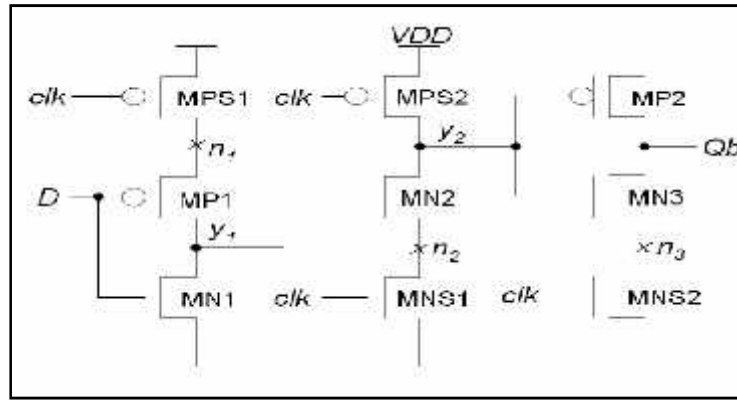 VDD
clk MPS1 clk MPS2 MP2
n1 y2 Qb
D MP1 MN2 MN3
y1 n2 n3
MN1 clk MNS1 clk MNS2